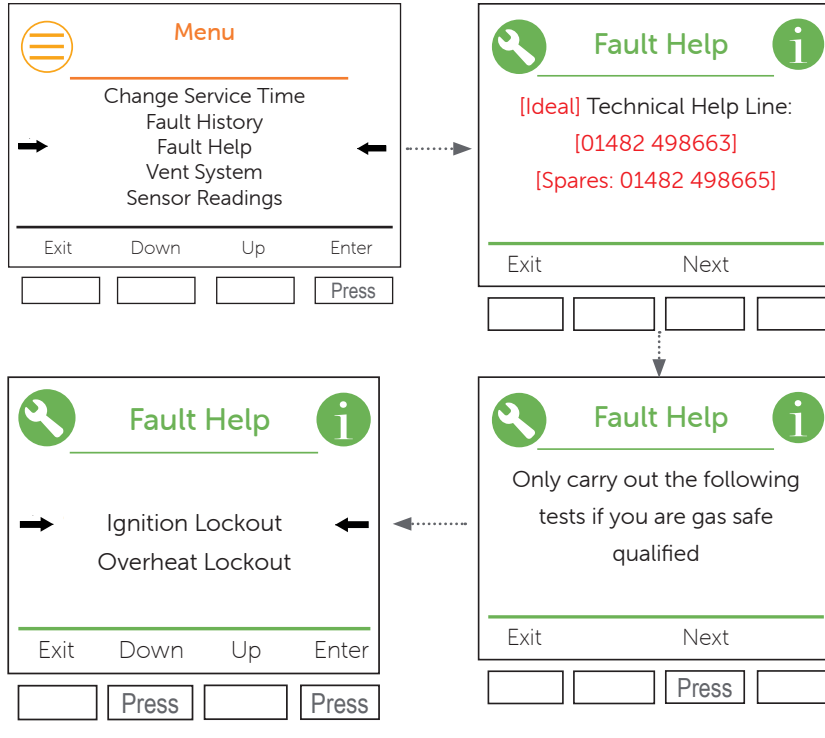 Menu
Change Service Time
Fault History
Fault Help
Vent System
Sensor Readings
Exit Down Up Enter
Press
Fault Help
i
[Ideal] Technical Help Line:
[01482 498663]
[Spares: 01482 498665]
Exit Next
Fault Help
i
Only carry out the following
tests if you are gas safe
qualified
Exit Next
Press
Fault Help
i
Ignition Lockout
Overheat Lockout
Exit Down Up Enter
Press Press